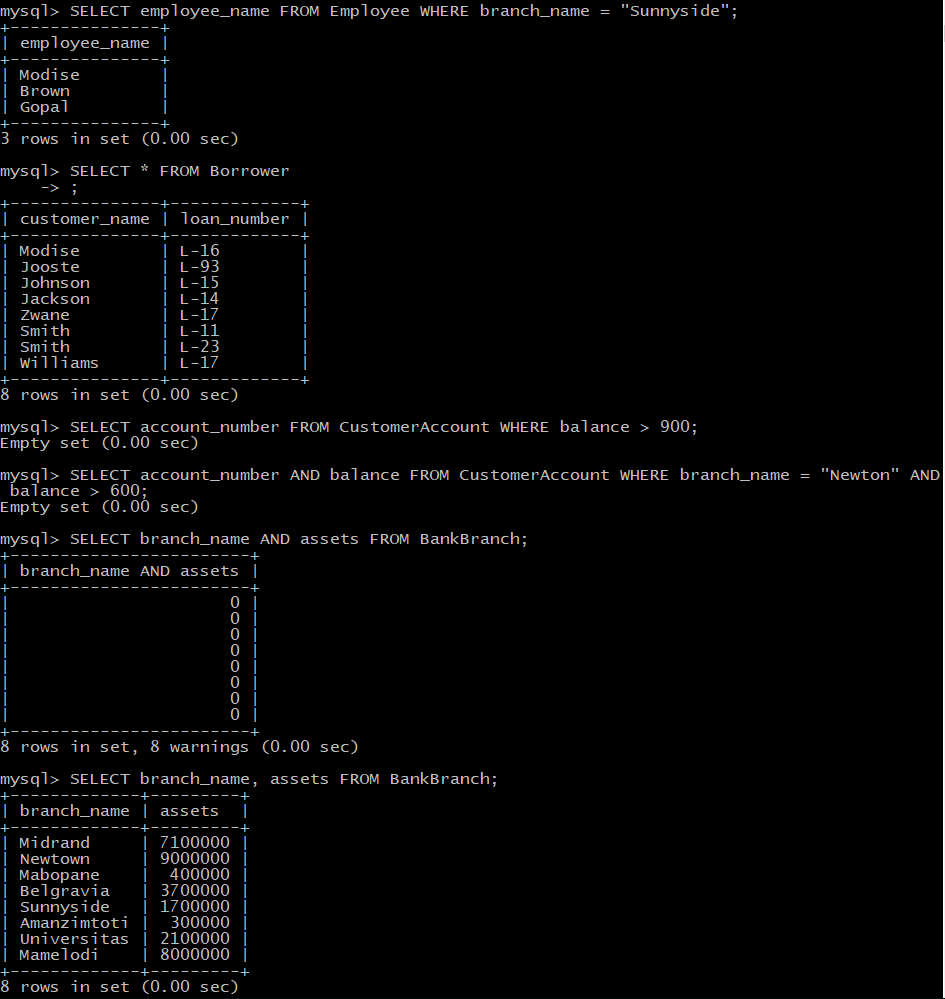 mysql> SELECT employee_name FROM Employee WHERE branch_name = "Sunnyside";
+---------------+
| employee_name |
+---------------+
| Modise        |
| Brown         |
| Gopal         |
+---------------+
3 rows in set (0.00 sec)

mysql> SELECT * FROM Borrower
    -> ;
+---------------+-------------+
| customer_name | loan_number |
+---------------+-------------+
| Modise        | L-16        |
| Jooste        | L-93        |
| Johnson       | L-15        |
| Jackson       | L-14        |
| Zwane         | L-17        |
| Smith         | L-11        |
| Smith         | L-23        |
| Williams      | L-17        |
+---------------+-------------+
8 rows in set (0.00 sec)

mysql> SELECT account_number FROM CustomerAccount WHERE balance > 900;
Empty set (0.00 sec)

mysql> SELECT account_number AND balance FROM CustomerAccount WHERE branch_name = "Newton" AND
 balance > 600;
Empty set (0.00 sec)

mysql> SELECT branch_name AND assets FROM BankBranch;
+------------------------+
| branch_name AND assets |
+------------------------+
|                      0 |
|                      0 |
|                      0 |
|                      0 |
|                      0 |
|                      0 |
|                      0 |
|                      0 |
+------------------------+
8 rows in set, 8 warnings (0.00 sec)

mysql> SELECT branch_name, assets FROM BankBranch;
+-------------+---------+
| branch_name | assets  |
+-------------+---------+
| Midrand     | 7100000 |
| Newtown     | 9000000 |
| Mabopane    |  400000 |
| Belgravia   | 3700000 |
| Sunnyside   | 1700000 |
| Amanzimtoti |  300000 |
| Universitas | 2100000 |
| Mamelodi    | 8000000 |
+-------------+---------+
8 rows in set (0.00 sec)